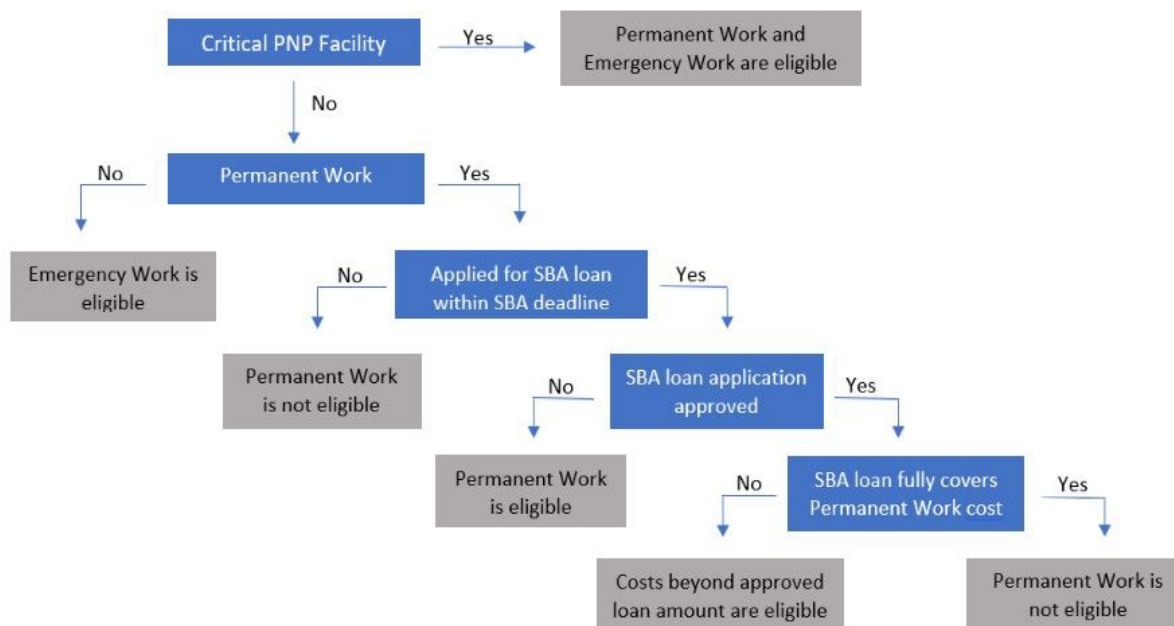 Critical PNP Facility
Yes
Permanent Work and
Emergency Work are eligible
No
No
Permanent Work
Yes
Emergency Work is
eligible
No
Applied for SBA loan
within SBA deadline
Yes
Permanent Work
is not eligible
No
SBA loan application
approved
Yes
Permanent Work
is eligible
No
SBA loan fully covers
Permanent Work cost
Yes
Costs beyond approved
loan amount are eligible
Permanent Work is
not eligible